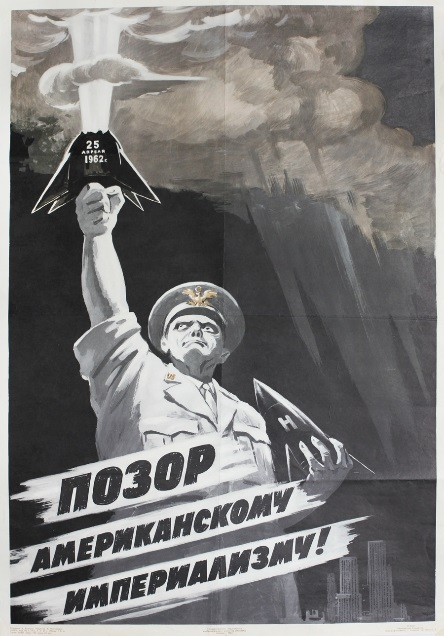 25
АПРЕЛЯ
1962 г.
Н
ПОЗОР
АМЕРИКАНСКОМУ
ИМПЕРИАЛИЗМУ!